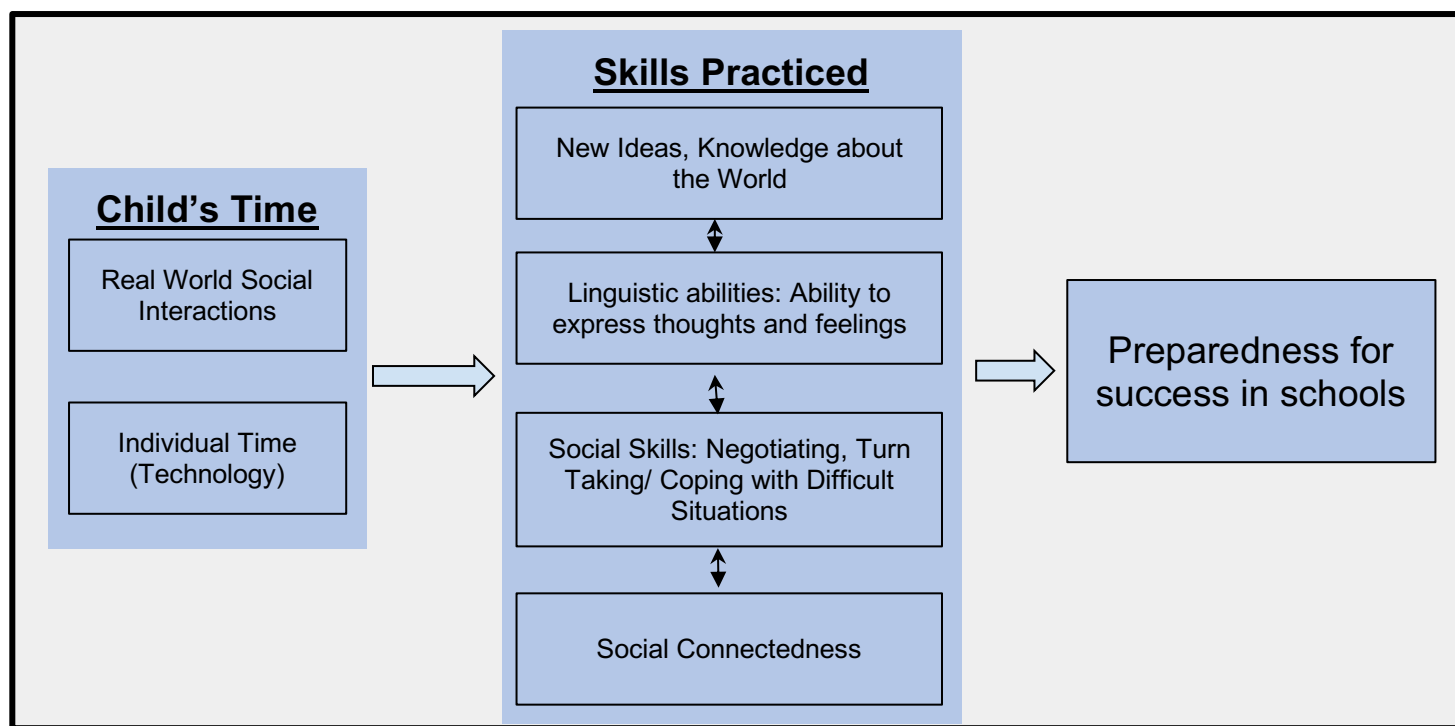 Child’s Time
Real World Social
Interactions
Individual Time
(Technology)
Skills Practiced
New Ideas, Knowledge about
the World
Linguistic abilities: Ability to
express thoughts and feelings
Social Skills: Negotiating, Turn
Taking/ Coping with Difficult
Situations
Social Connectedness
Preparedness for
success in schools